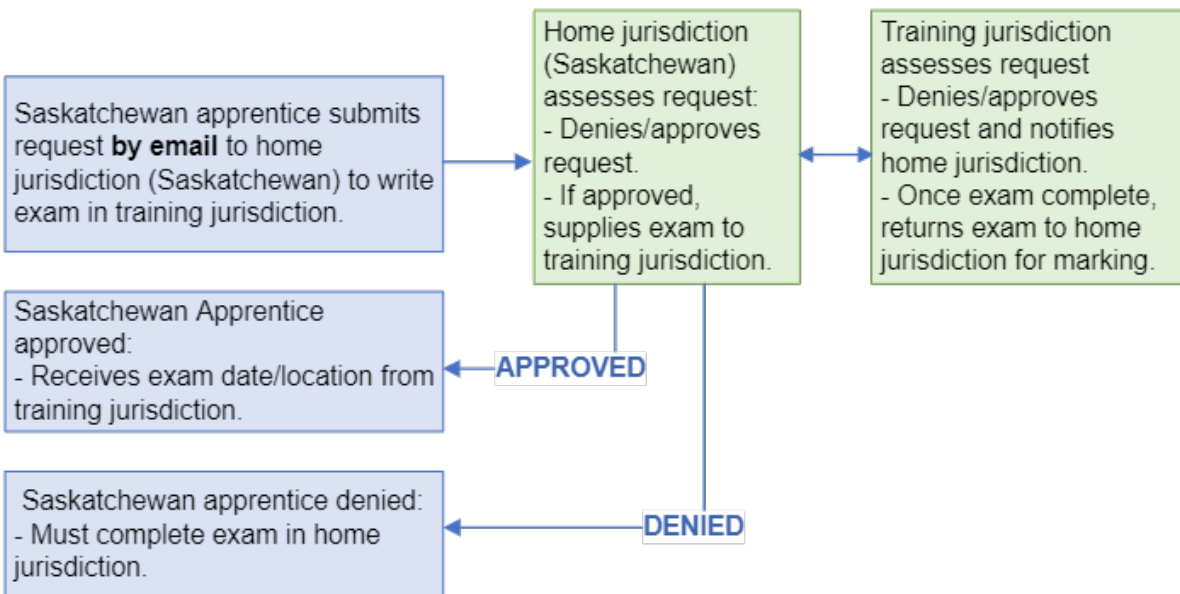 Saskatchewan apprentice submits
request by email to home
jurisdiction (Saskatchewan) to write
exam in training jurisdiction.
Home jurisdiction
(Saskatchewan)
assesses request:
- Denies/approves
request.
- If approved,
supplies exam to
training jurisdiction.
Training jurisdiction
assesses request
- Denies/approves
request and notifies
home jurisdiction.
- Once exam complete,
returns exam to home
jurisdiction for marking.
Saskatchewan Apprentice
approved:
- Receives exam date/location from
training jurisdiction.
APPROVED
Saskatchewan apprentice denied:
- Must complete exam in home
jurisdiction.
DENIED